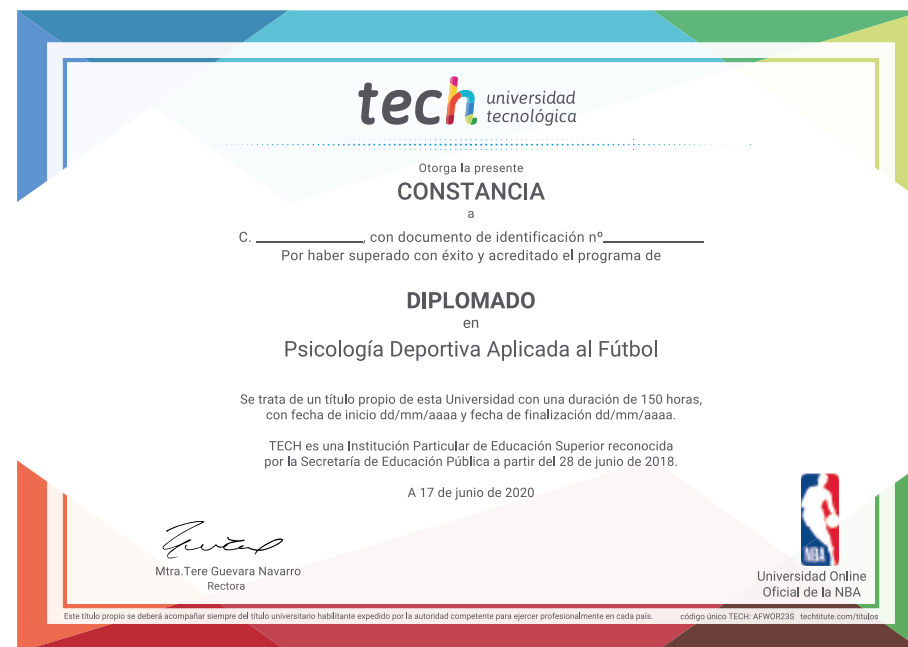 tech universidad
tecnológica
Otorga la presente
CONSTANCIA
a
C. ______________, con documento de identificación nº_____________
Por haber superado con éxito y acreditado el programa de
DIPLOMADO
en
Psicología Deportiva Aplicada al Fútbol
Se trata de un título propio de esta Universidad con una duración de 150 horas,
con fecha de inicio dd/mm/aaaa y fecha de finalización dd/mm/aaaa.
TECH es una Institución Particular de Educación Superior reconocida
por la Secretaría de Educación Pública a partir del 28 de junio de 2018.
A 17 de junio de 2020
Mtra.Tere Guevara Navarro
Rectora
NBA
Universidad Online
Oficial de la NBA
Este título propio se deberá acompañar siempre del título universitario habilitante expedido por la autoridad competente para ejercer profesionalmente en cada país. código único TECH: AFWOR23S techtitute.com/titulos